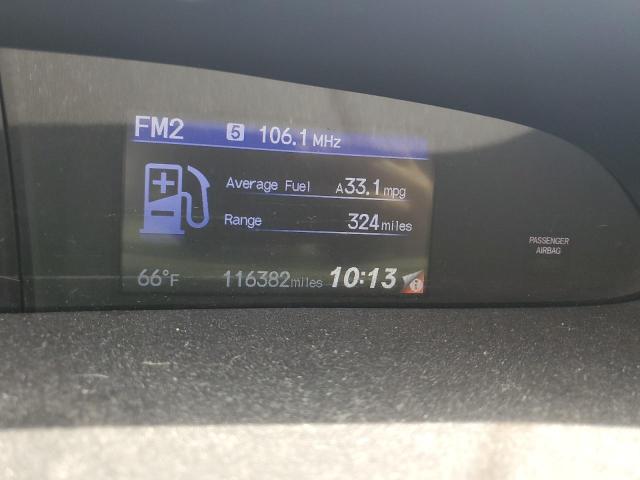 FM2 5 106.1 MHz
Average Fuel A33.1 mpg
Range 324 miles
PASSENGER
AIRBAG
66°F 116382 miles 10:13